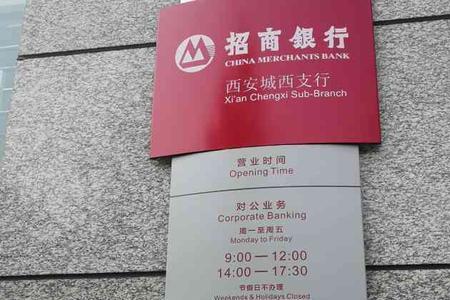 招商銀行
CHINA MERCHANTS BANK
西安城西支行
Xi'an Chengxi Sub-Branch
营业时间
Opening Time
对公业务
Corporate Banking
周一至周五
Monday to Friday
9:00 — 12:00
14:00 — 17:30
节假日不办理
Weekends & Holidays Closed